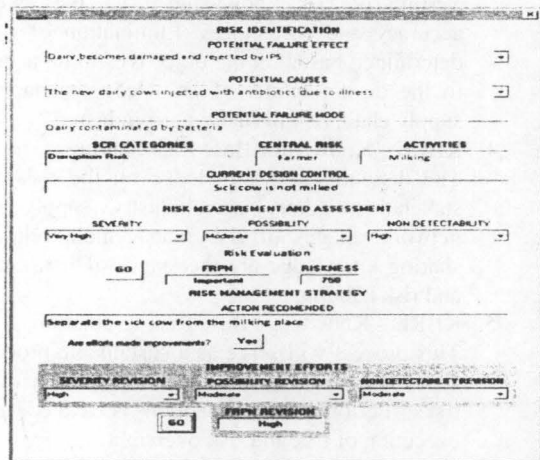 RISK IDENTIFICATION
POTENTIAL FAILURE EFFECT
Dairy becomes damaged and rejected by IPS
POTENTIAL CAUSES
The new dairy cows injected with antibiotics due to illness
POTENTIAL FAILURE MODE
Dairy contaminated by bacteria
SCR CATEGORIES CENTRAL RISK ACTIVITIES
Disruption Risk Farmer Milking
CURRENT DESIGN CONTROL
Sick cow is not milked
RISK MEASUREMENT AND ASSESSMENT
SEVERITY POSSIBILITY NON DETECTABILITY
Very High Moderate High
Risk Evaluation
GO FRPN RISKNESS
Important 750
RISK MANAGEMENT STRATEGY
ACTION RECOMENDED
Separate the sick cow from the milking place
Are efforts made improvements? Yes
IMPROVEMENT EFFORTS
SEVERITY REVISION POSSIBILITY REVISION NON DETECTABILITY REVISION
High Moderate Moderate
GO FRPN REVISION
High